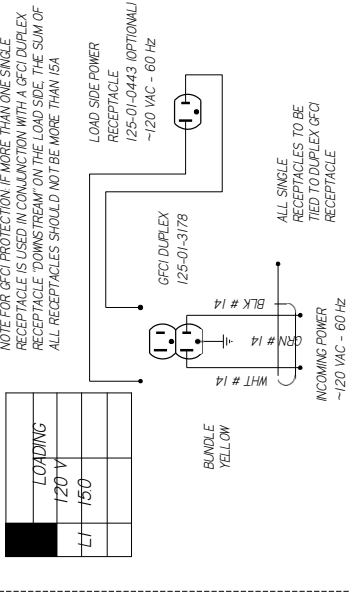 NOTE FOR GFCI PROTECTION: IF MORE THAN ONE SINGLE
RECEPTACLE IS USED IN CONJUNCTION WITH A GFCI DUPLEX
RECEPTACLE "DOWNSTREAM" ON THE LOAD SIDE, THE SUM OF
ALL RECEPTACLES SHOULD NOT BE MORE THAN 15A
LOAD SIDE POWER
RECEPTACLE
125-01-0443 (OPTIONAL)
~120 VAC - 60 Hz
LOADING
120 V
L1 15.0
GFCI DUPLEX
125-01-3178
BUNDLE
YELLOW
WHT # 14
GRN # 14
BLK # 14
ALL SINGLE
RECEPTACLES TO BE
TIED TO DUPLEX GFCI
RECEPTACLE
INCOMING POWER
~120 VAC - 60 Hz